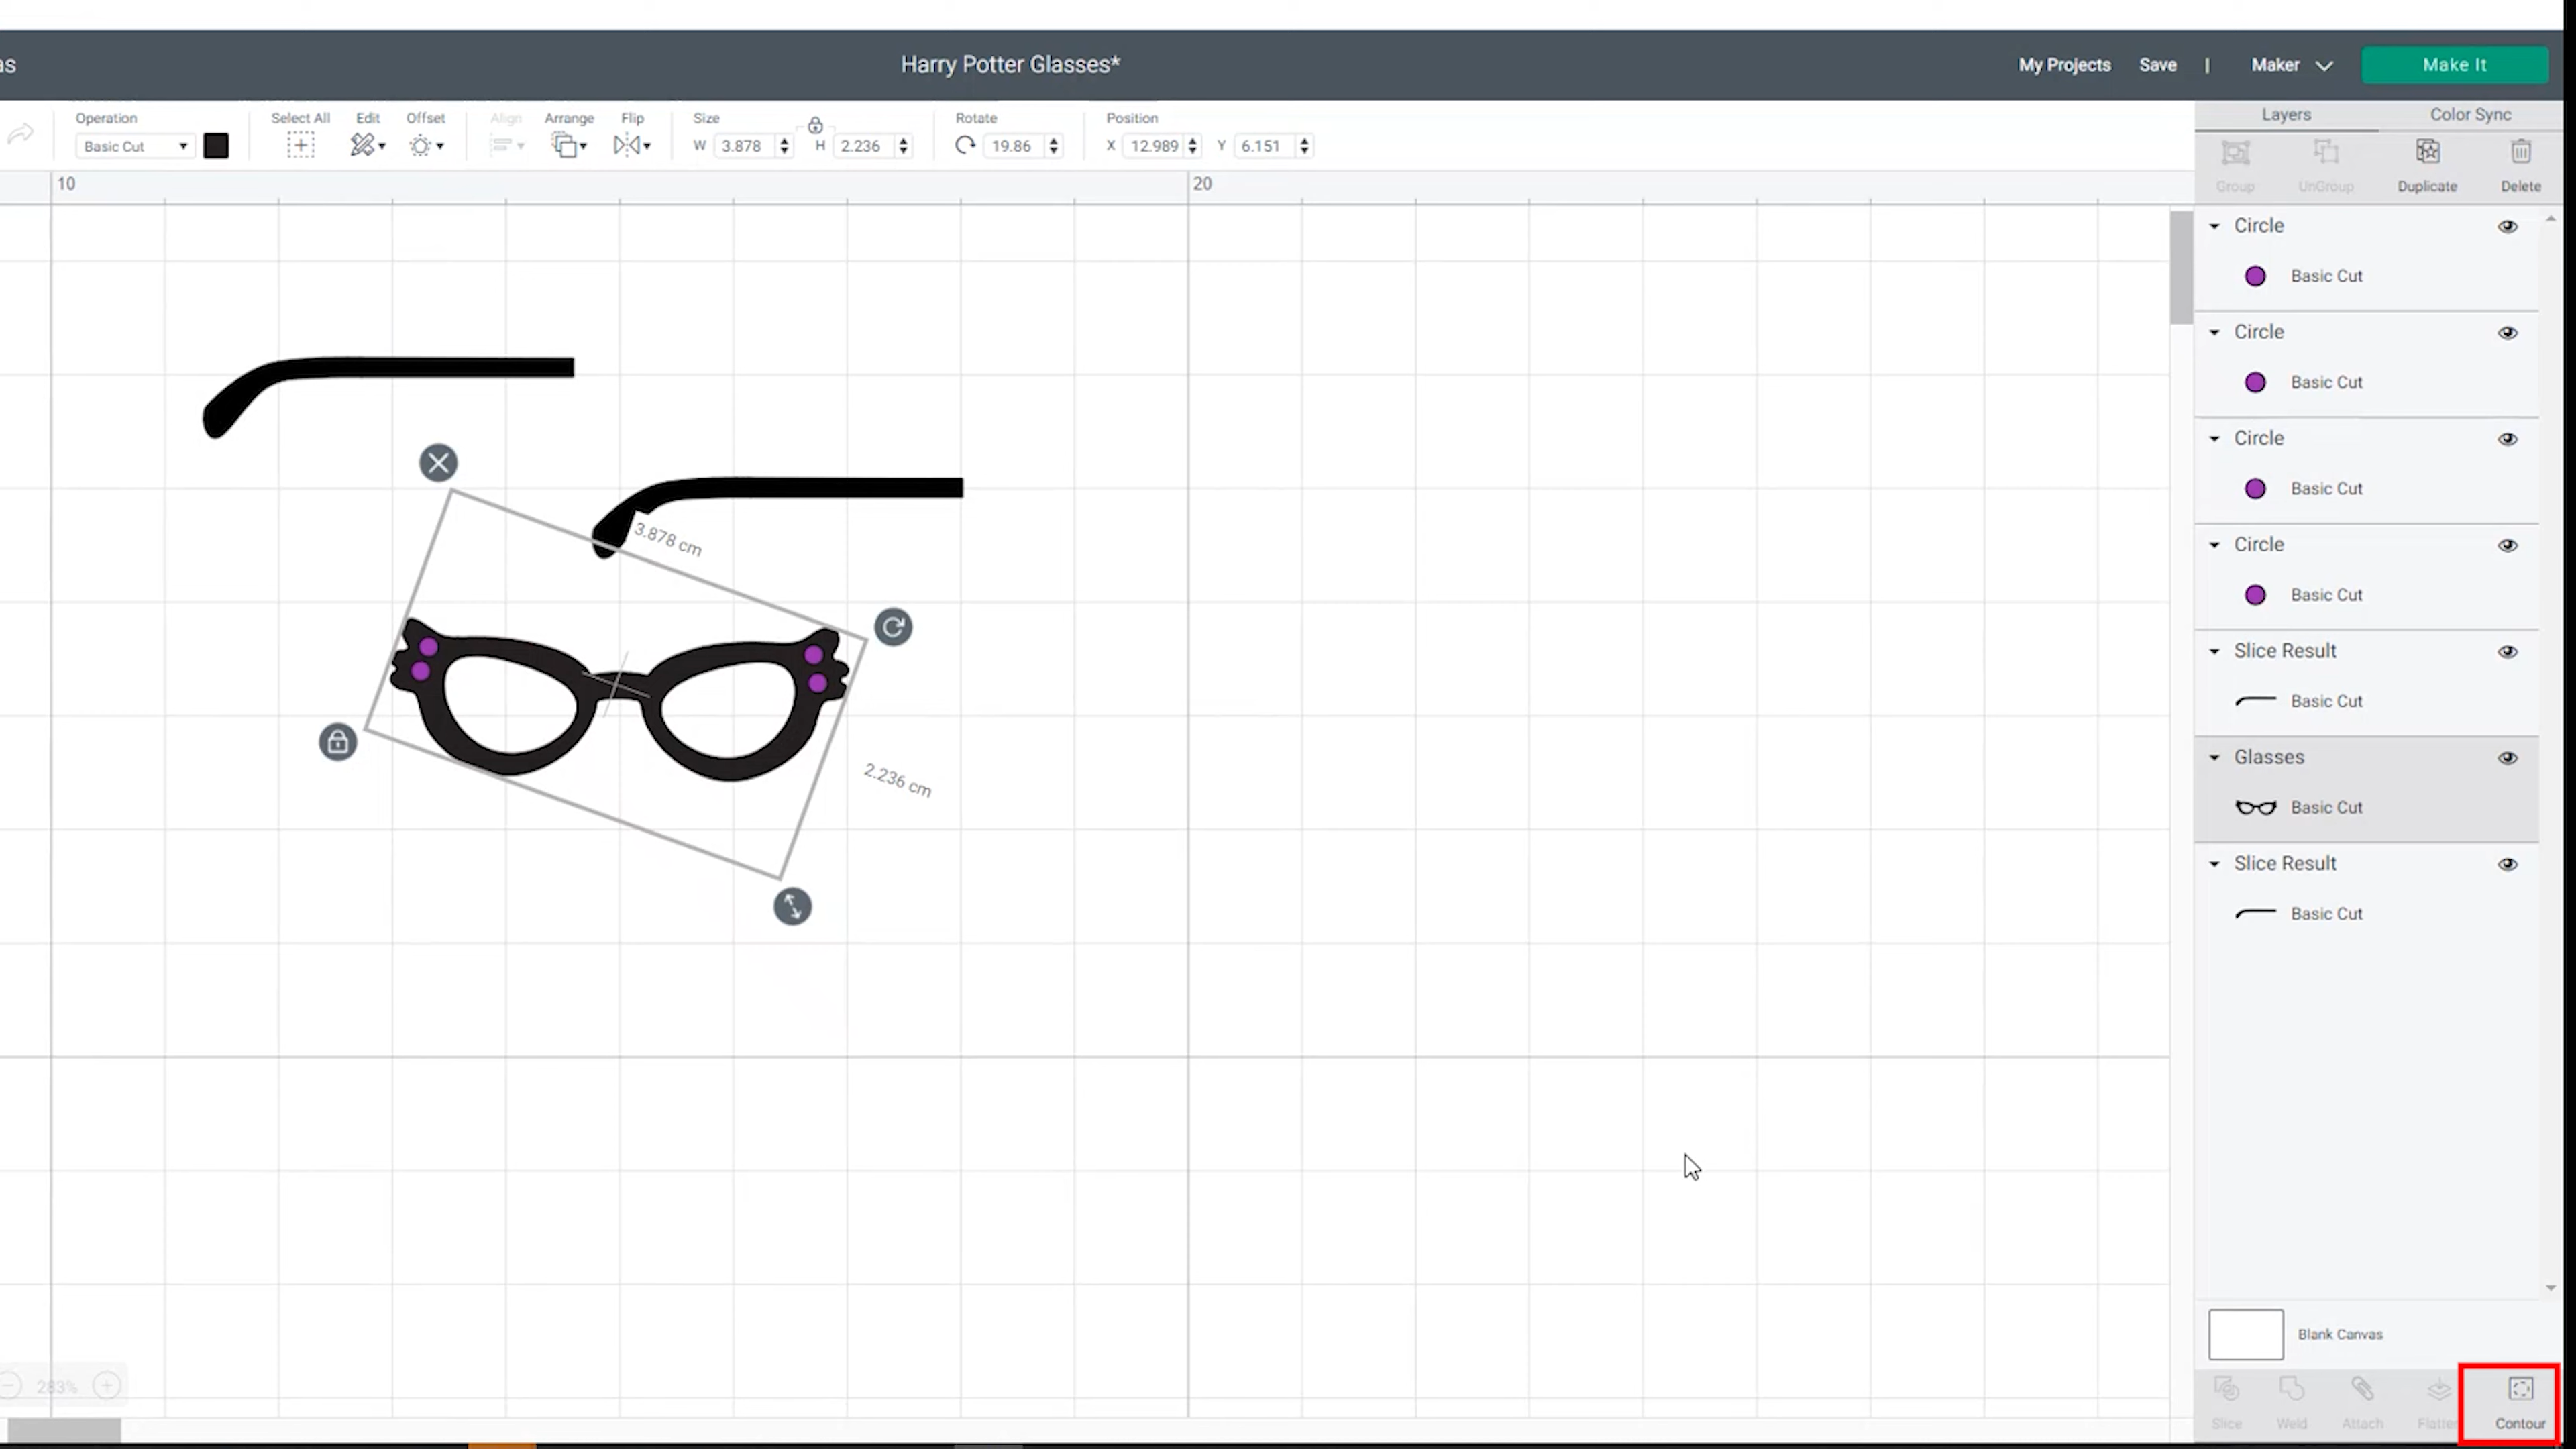 as
Harry Potter Glasses*
My Projects Save | Maker Make It
Operation Select All Edit Offset Align Arrange Flip Size Rotate Position
Basic Cut W 3.878 H 2.236 19.86 X 12.989 Y 6.151
Layers Color Sync
Group UnGroup Duplicate Delete
10 20
Circle
Basic Cut
Circle
Basic Cut
Circle
Basic Cut
Circle
Basic Cut
Slice Result
Basic Cut
Glasses
Basic Cut
Slice Result
Basic Cut
3.878 cm
2.236 cm
Blank Canvas
283%
Slice Weld Attach Flatten Contour